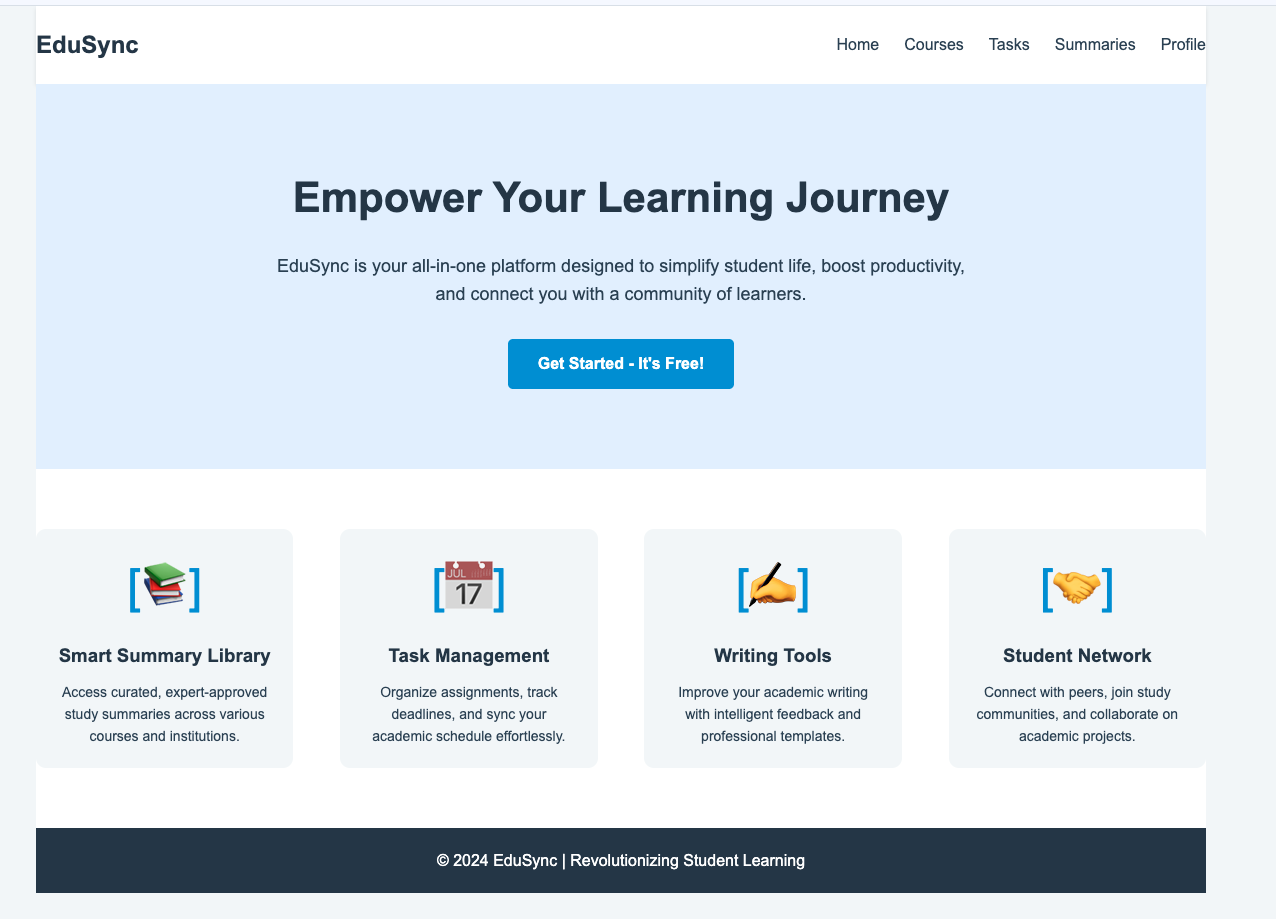 EduSync
Home Courses Tasks Summaries Profile
Empower Your Learning Journey
EduSync is your all-in-one platform designed to simplify student life, boost productivity,
and connect you with a community of learners.
Get Started - It's Free!
[📚]
Smart Summary Library
Access curated, expert-approved
study summaries across various
courses and institutions.
[📅]
JUL
17
Task Management
Organize assignments, track
deadlines, and sync your
academic schedule effortlessly.
[✍️]
Writing Tools
Improve your academic writing
with intelligent feedback and
professional templates.
[🤝]
Student Network
Connect with peers, join study
communities, and collaborate on
academic projects.
© 2024 EduSync | Revolutionizing Student Learning